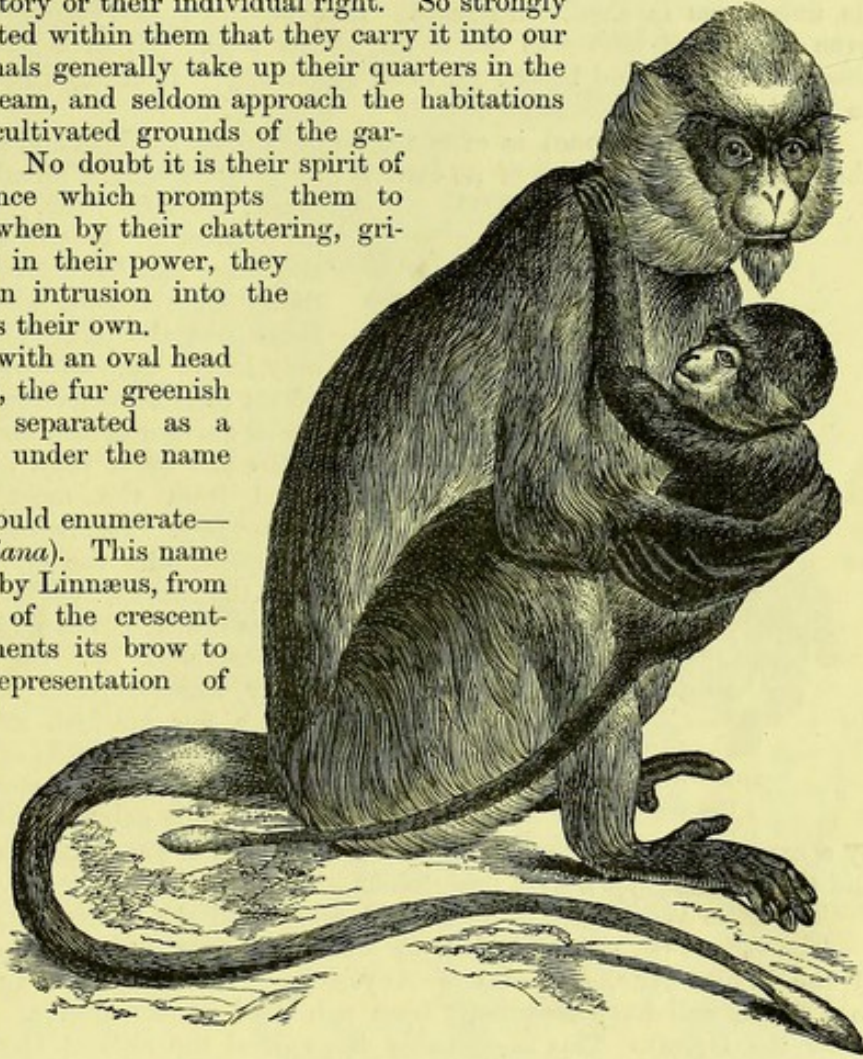 tory or their individual right. So strongly
ted within them that they carry it into our
nals generally take up their quarters in the
eam, and seldom approach the habitations
cultivated grounds of the gar-
No doubt it is their spirit of
nce which prompts them to
when by their chattering, gri-
in their power, they
n intrusion into the
s their own.
with an oval head
, the fur greenish
separated as a
under the name
ould enumerate—
ana). This name
by Linnæus, from
of the crescent-
nents its brow to
epresentation of